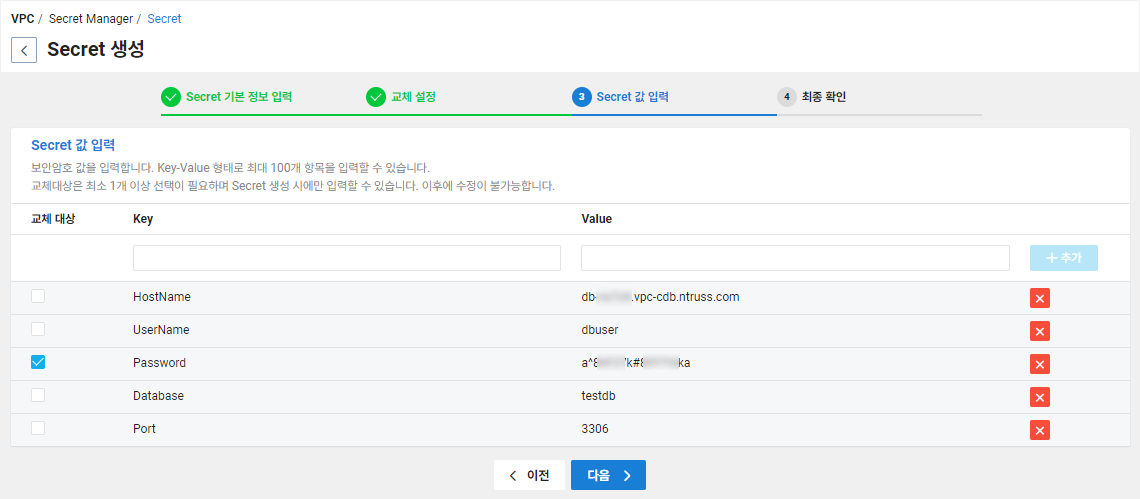 VPC / Secret Manager / Secret
Secret 생성
Secret 기본 정보 입력 교체 설정 3 Secret 값 입력 4 최종 확인
Secret 값 입력
보안암호 값을 입력합니다. Key-Value 형태로 최대 100개 항목을 입력할 수 있습니다.
교체대상은 최소 1개 이상 선택이 필요하며 Secret 생성 시에만 입력할 수 있습니다. 이후에 수정이 불가능합니다.
교체 대상 Key Value
+ 추가
HostName db .vpc-cdb.ntruss.com
UserName dbuser
Password ka
Database testdb
Port 3306
이전 다음